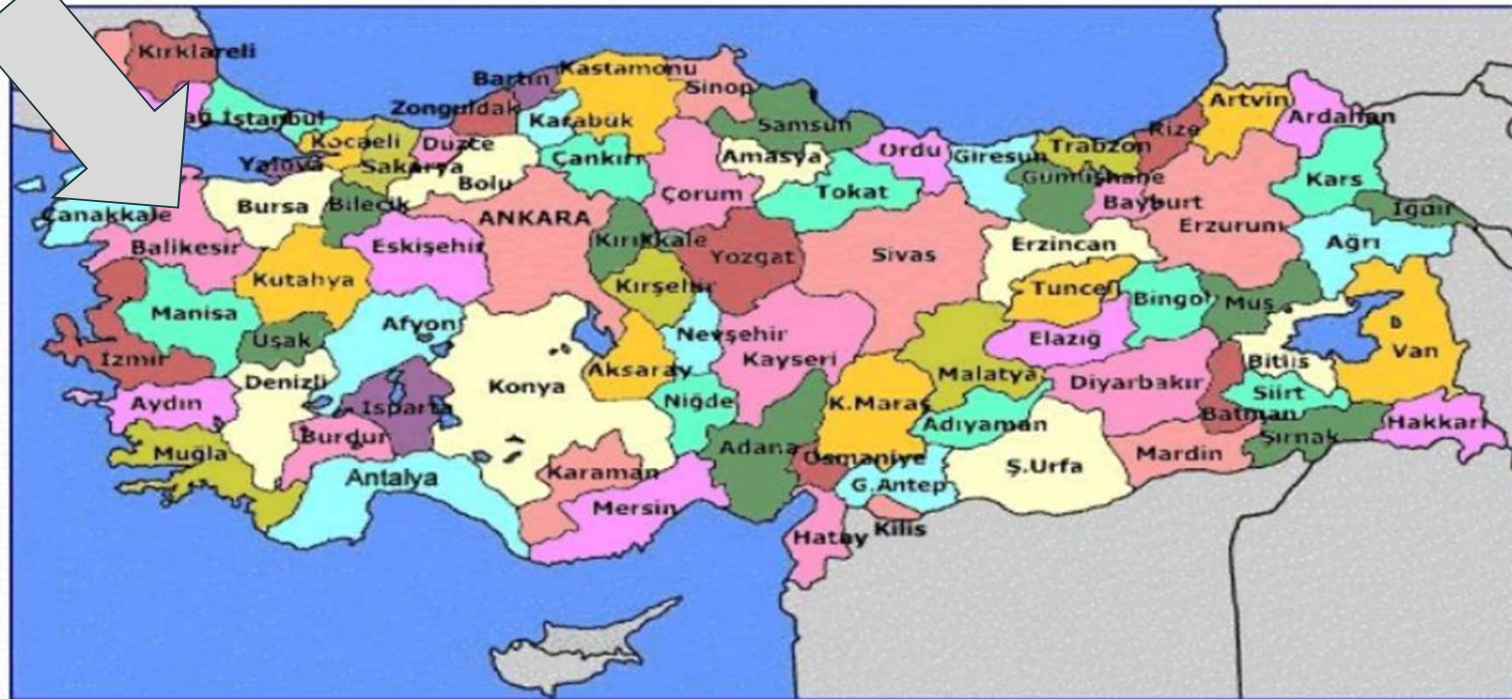 Kırklareli
Bartın
Kastamonu
Sinop
Zonguldak
Karabuk
Samsun
Artvin
Ardahan
Rize
İstanbul
Kocaeli
Duzce
Yalova
Sakarya
Bolu
Çankırı
Amasya
Ordu
Giresun
Trabzon
Gümüşhane
Bayburt
Kars
Iğdır
Çanakkale
Bursa
Bilecik
ANKARA
Çorum
Tokat
Erzurum
Ağrı
Balikesir
Eskişehir
Kırıkkale
Yozgat
Sivas
Erzincan
Kutahya
Kırşehir
Tunceli
Bingol
Muş
Manisa
Uşak
Afyon
Nevşehir
Kayseri
Elazığ
Bitlis
Van
İzmir
Denizli
Konya
Aksaray
Malatya
Diyarbakır
Siirt
Batman
Aydın
Isparta
Niğde
K.Maraş
Adıyaman
Şırnak
Hakkari
Muğla
Burdur
Antalya
Karaman
Adana
Osmaniye
G.Antep
Ş.Urfa
Mardin
Mersin
Hatay
Kilis